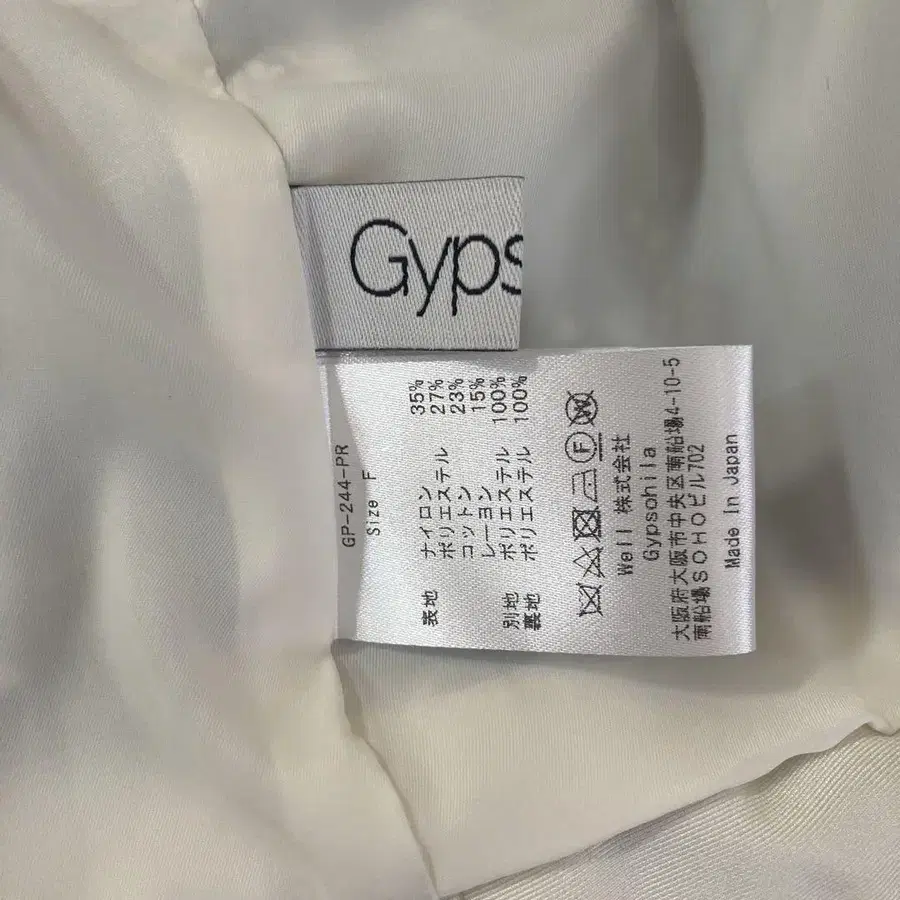 Gyps
GP-244-PR
Size F
表地 ナイロン 35%
ポリエステル 27%
コットン 23%
レーヨン 15%
別地 ポリエステル 100%
裏地 ポリエステル 100%
F W
Well 株式会社
Gypsohila
大阪府大阪市中央区南船場4-10-5
南船場SOHOビル702
Made In Japan